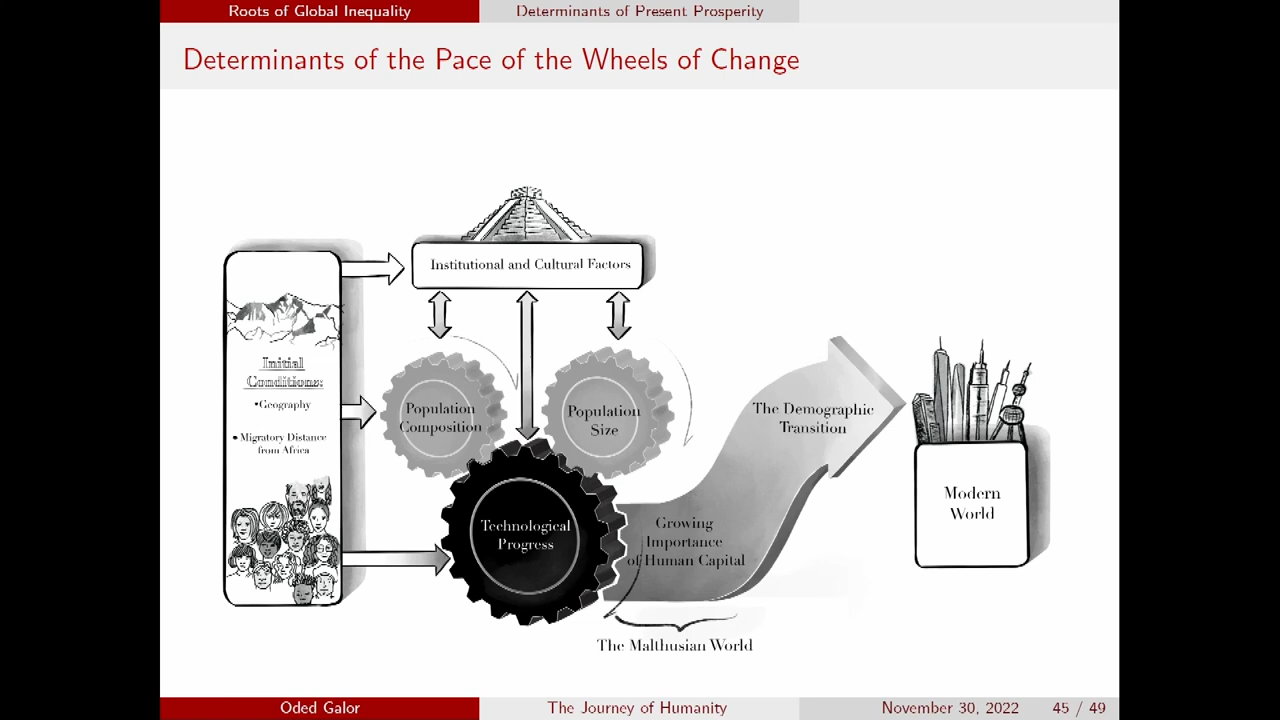 Roots of Global Inequality
Determinants of Present Prosperity
Determinants of the Pace of the Wheels of Change
Institutional and Cultural Factors
Initial
Conditions:
•Geography
• Migratory Distance
from Africa
Population
Composition
Population
Size
Technological
Progress
The Demographic
Transition
Growing
Importance
of Human Capital
The Malthusian World
Modern
World
Oded Galor
The Journey of Humanity
November 30, 2022
45 / 49